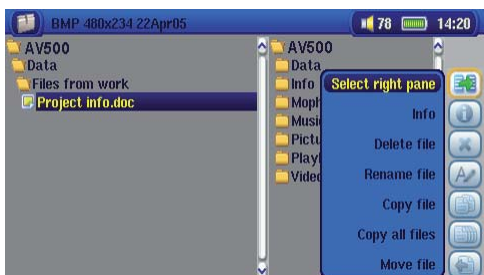 BMP 480x234 22Apr05
78 14:20
AV500
Data
Files from work
Project info.doc
AV500
Data
Info
Moph
Musi
Pictu
Playl
Video
Select right pane
Info
Delete file
Rename file
Copy file
Copy all files
Move file